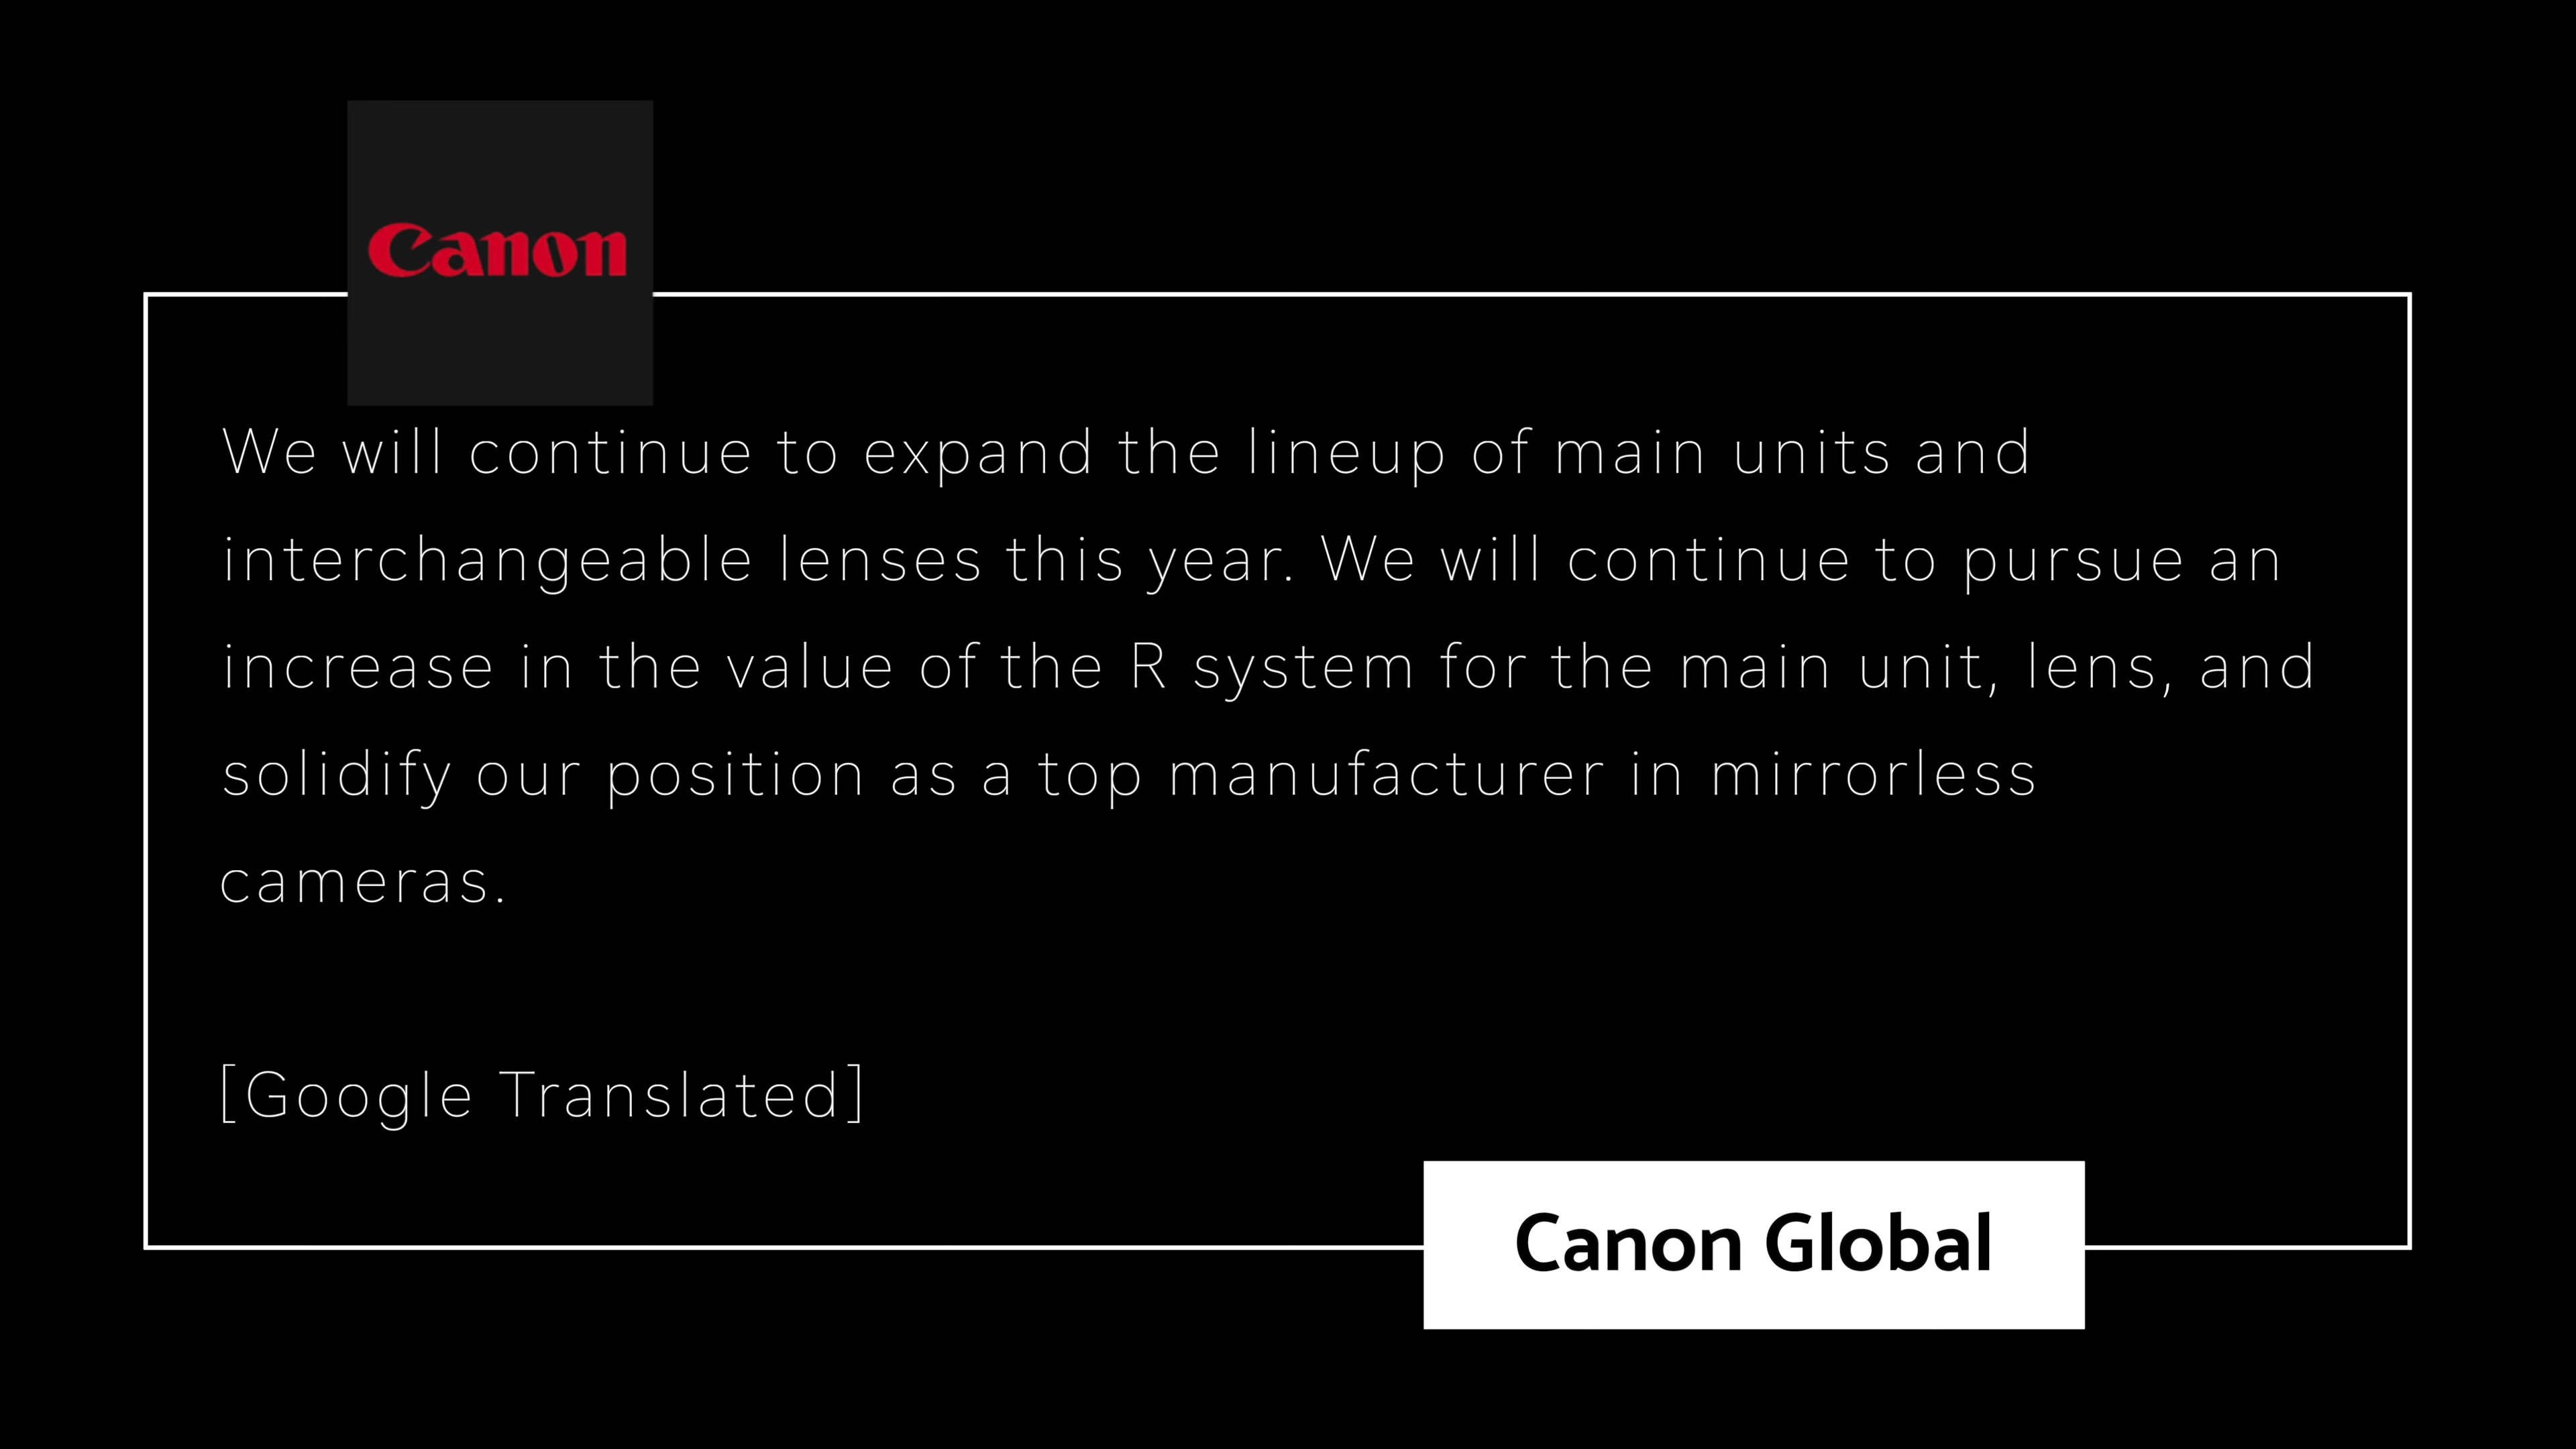 Canon
We will continue to expand the lineup of main units and
interchangeable lenses this year. We will continue to pursue an
increase in the value of the R system for the main unit, lens, and
solidify our position as a top manufacturer in mirrorless
cameras.
[Google Translated]
Canon Global